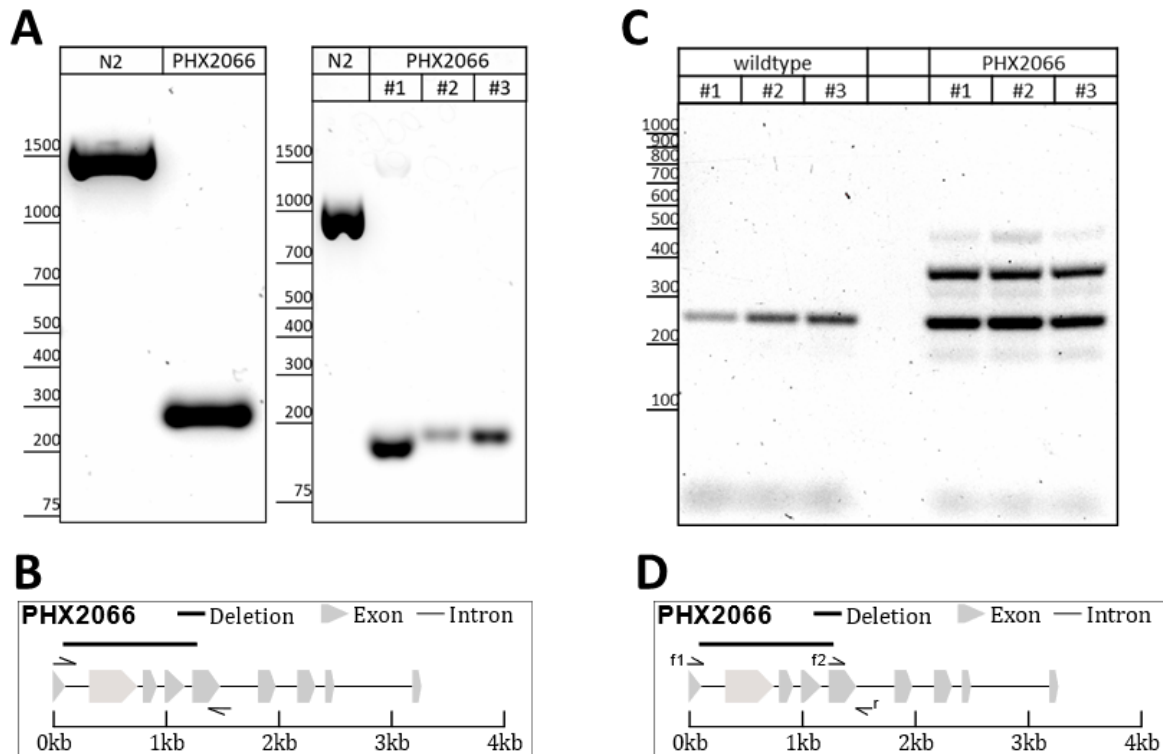 A
N2 PHX2066
1500
1000
700
500
400
300
200
75
N2 PHX2066
#1 #2 #3
1500
1000
700
500
400
300
200
75
C
wildtype PHX2066
#1 #2 #3 #1 #2 #3
1000
900
800
700
600
500
400
300
200
100
B
PHX2066 Deletion Exon Intron
0kb 1kb 2kb 3kb 4kb
D
PHX2066 Deletion Exon Intron
f1 f2
r
0kb 1kb 2kb 3kb 4kb